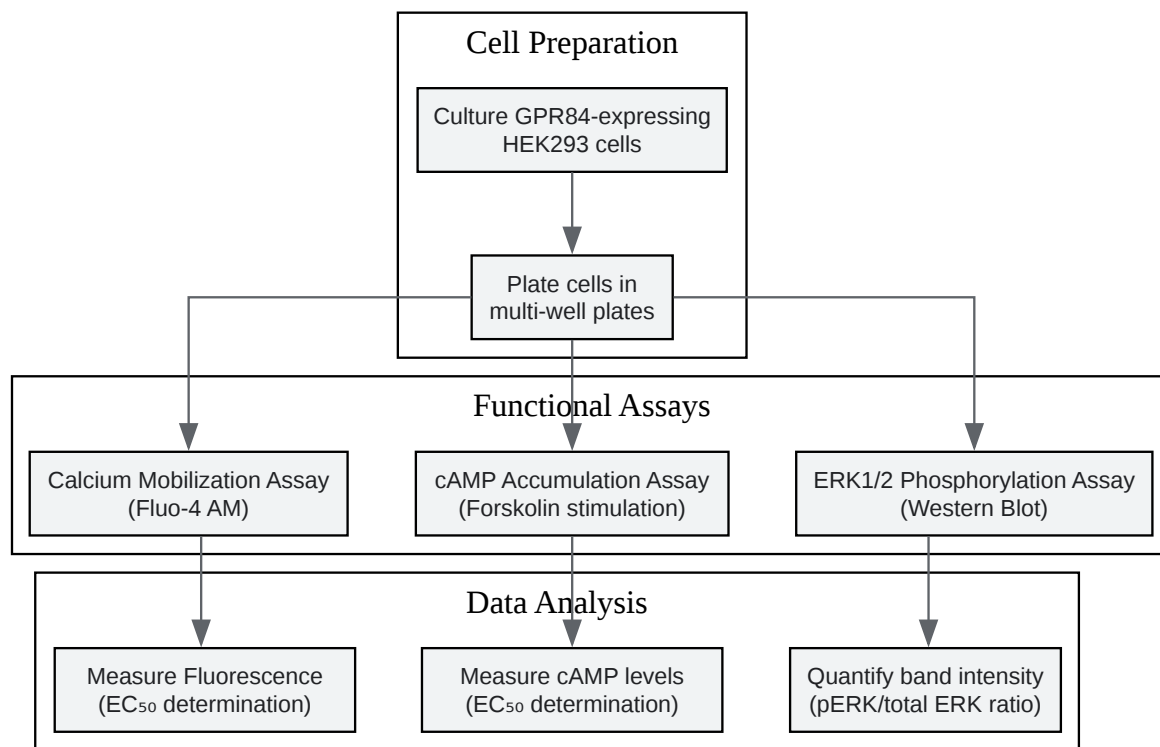 Cell Preparation
Culture GPR84-expressing
HEK293 cells
Plate cells in
multi-well plates
Functional Assays
Calcium Mobilization Assay
(Fluo-4 AM)
cAMP Accumulation Assay
(Forskolin stimulation)
ERK1/2 Phosphorylation Assay
(Western Blot)
Data Analysis
Measure Fluorescence
(EC₅₀ determination)
Measure cAMP levels
(EC₅₀ determination)
Quantify band intensity
(pERK/total ERK ratio)